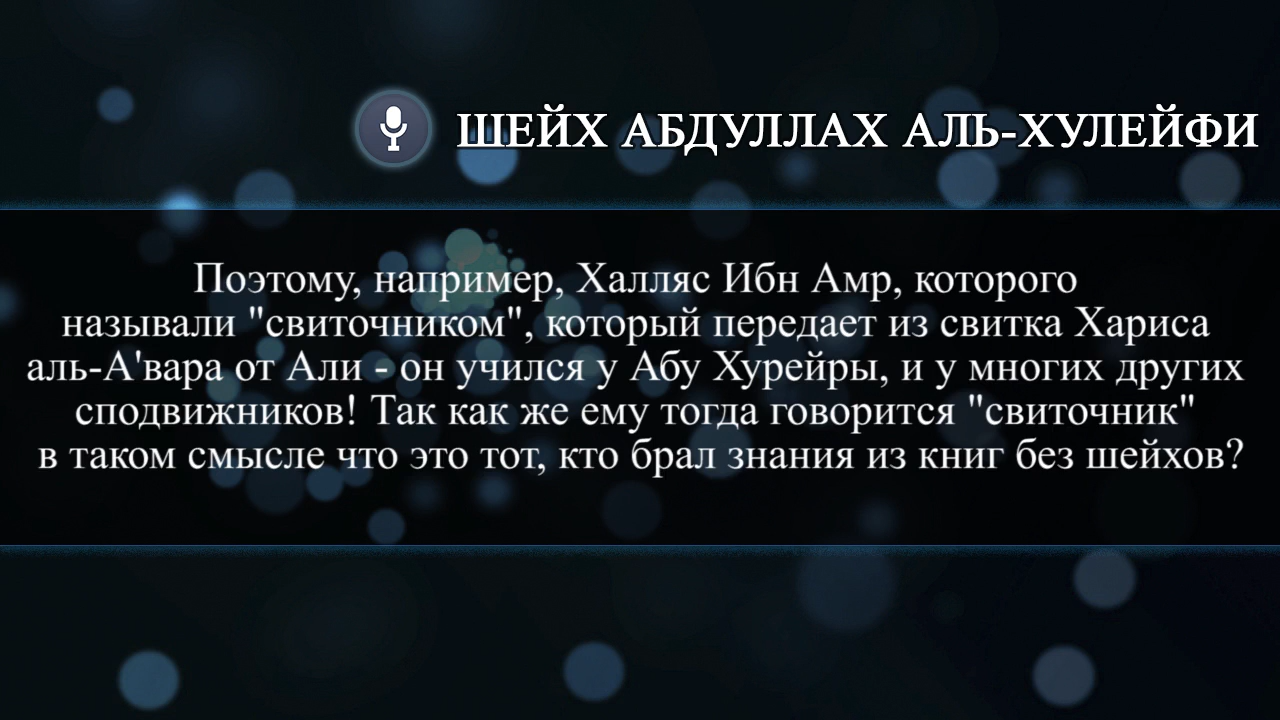 ШЕЙХ АБДУЛЛАХ АЛЬ-ХУЛЕЙФИ
Поэтому, например, Халляс Ибн Амр, которого
называли "свиточником", который передает из свитка Хариса
аль-А'вара от Али - он учился у Абу Хурейры, и у многих других
сподвижников! Так как же ему тогда говорится "свиточник"
в таком смысле что это тот, кто брал знания из книг без шейхов?